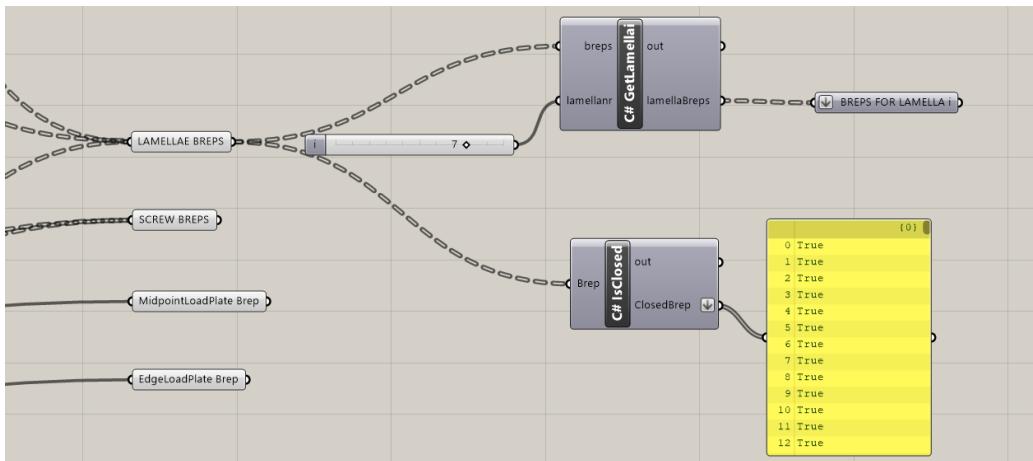 breps
lamellanr
C# GetLamellai
out
lamellaBreps
BREPS FOR LAMELLA i
LAMELLAE BREPS
i
7
SCREW BREPS
MidpointLoadPlate Brep
EdgeLoadPlate Brep
Brep
C# IsClosed
out
ClosedBrep
{0}
0 True
1 True
2 True
3 True
4 True
5 True
6 True
7 True
8 True
9 True
10 True
11 True
12 True